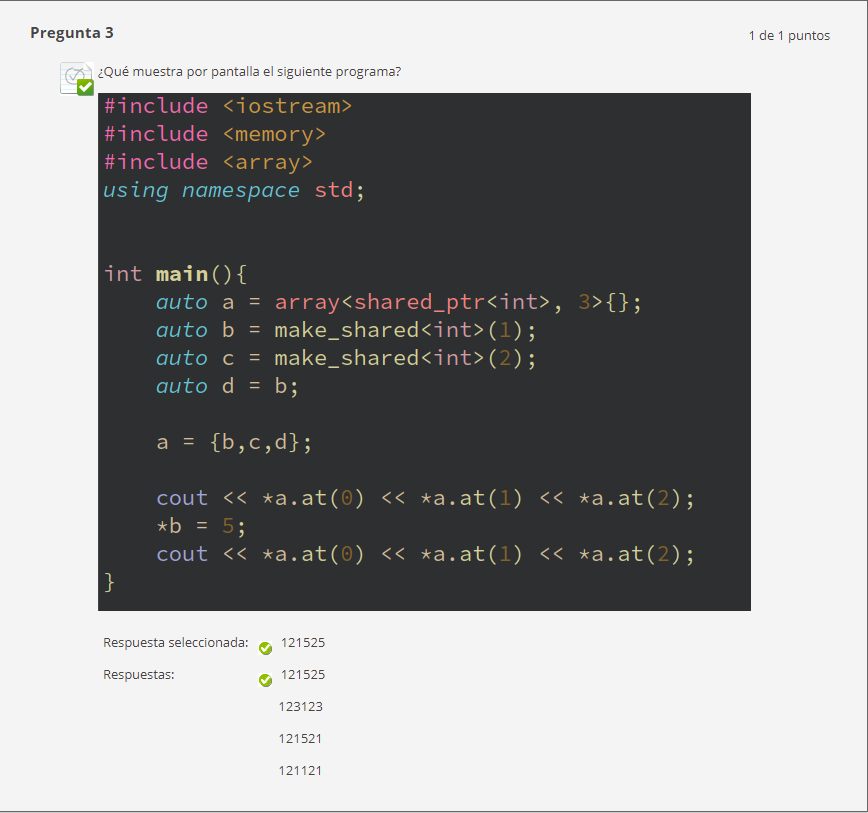 Pregunta 3
1 de 1 puntos
¿Qué muestra por pantalla el siguiente programa?
#include <iostream>
#include <memory>
#include <array>
using namespace std;
int main(){
    auto a = array<shared_ptr<int>, 3>{};
    auto b = make_shared<int>(1);
    auto c = make_shared<int>(2);
    auto d = b;
    a = {b,c,d};
    cout << *a.at(0) << *a.at(1) << *a.at(2);
    *b = 5;
    cout << *a.at(0) << *a.at(1) << *a.at(2);
}
Respuesta seleccionada: 121525
Respuestas: 121525
123123
121521
121121